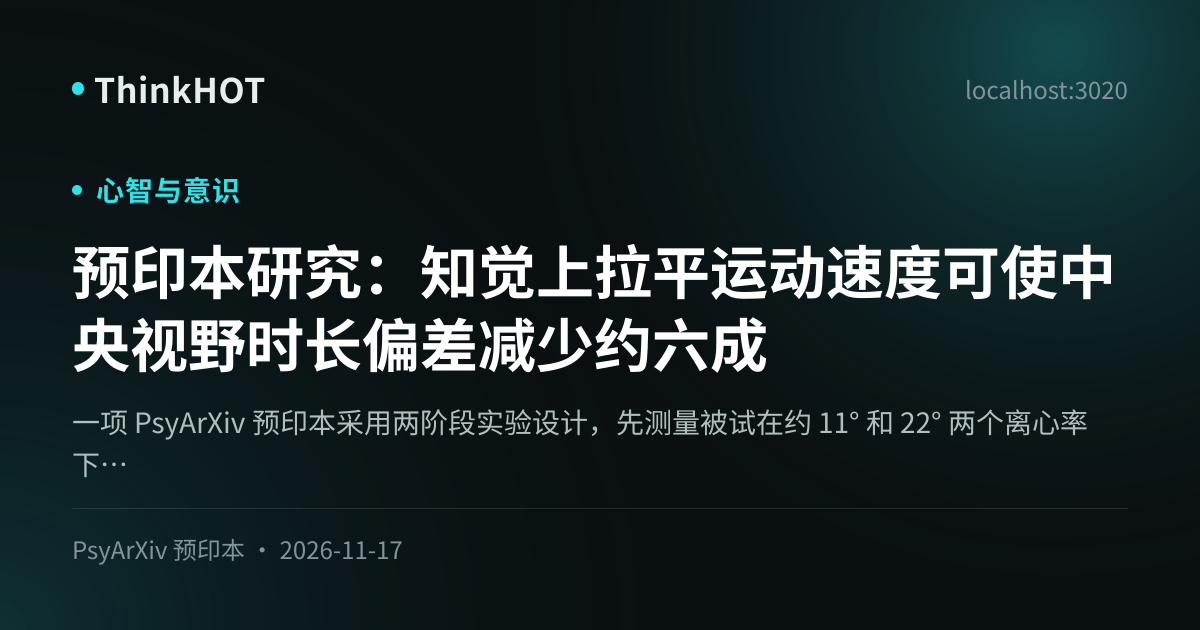 ThinkHOT
localhost:3020
心智与意识
预印本研究：知觉上拉平运动速度可使中
央视野时长偏差减少约六成
一项 PsyArXiv 预印本采用两阶段实验设计，先测量被试在约 11° 和 22° 两个离心率
下…
PsyArXiv 预印本 · 2026-11-17